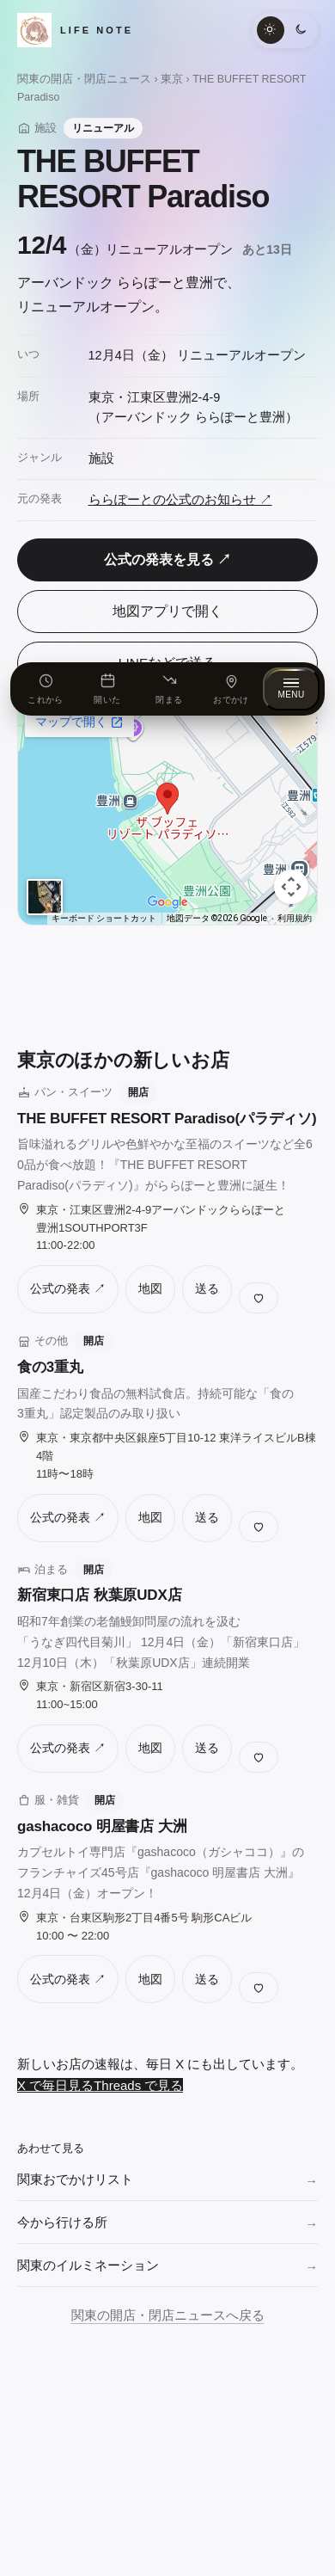 LIFE NOTE
関東の開店・閉店ニュース › 東京 › THE BUFFET RESORT
Paradiso
施設 リニューアル
THE BUFFET
RESORT Paradiso
12/4（金）リニューアルオープン あと13日
アーバンドック ららぽーと豊洲で、
リニューアルオープン。
いつ 12月4日（金） リニューアルオープン
場所 東京・江東区豊洲2-4-9
（アーバンドック ららぽーと豊洲）
ジャンル 施設
元の発表 ららぽーとの公式のお知らせ ↗
公式の発表を見る ↗
地図アプリで開く
LINEなどで送る
これから 開いた 閉まる おでかけ MENU
マップで開く
豊洲
豊洲
ザ ブッフェ
リゾート パラディソ…
豊洲
豊洲公園
Google
キーボード ショートカット 地図データ ©2026 Google 利用規約
東京のほかの新しいお店
パン・スイーツ 開店
THE BUFFET RESORT Paradiso(パラディソ)
旨味溢れるグリルや色鮮やかな至福のスイーツなど全6
0品が食べ放題！『THE BUFFET RESORT
Paradiso(パラディソ)』がららぽーと豊洲に誕生！
東京・江東区豊洲2-4-9アーバンドックららぽーと
豊洲1SOUTHPORT3F
11:00-22:00
公式の発表 ↗ 地図 送る ♡
その他 開店
食の3重丸
国産こだわり食品の無料試食店。持続可能な「食の
3重丸」認定製品のみ取り扱い
東京・東京都中央区銀座5丁目10-12 東洋ライスビルB棟
4階
11時〜18時
公式の発表 ↗ 地図 送る ♡
泊まる 開店
新宿東口店 秋葉原UDX店
昭和7年創業の老舗鰻卸問屋の流れを汲む
「うなぎ四代目菊川」 12月4日（金）「新宿東口店」
12月10日（木）「秋葉原UDX店」連続開業
東京・新宿区新宿3-30-11
11:00~15:00
公式の発表 ↗ 地図 送る ♡
服・雑貨 開店
gashacoco 明屋書店 大洲
カプセルトイ専門店『gashacoco（ガシャココ）』の
フランチャイズ45号店『gashacoco 明屋書店 大洲』
12月4日（金）オープン！
東京・台東区駒形2丁目4番5号 駒形CAビル
10:00 〜 22:00
公式の発表 ↗ 地図 送る ♡
新しいお店の速報は、毎日 X にも出しています。
X で毎日見るThreads で見る
あわせて見る
関東おでかけリスト →
今から行ける所 →
関東のイルミネーション →
関東の開店・閉店ニュースへ戻る